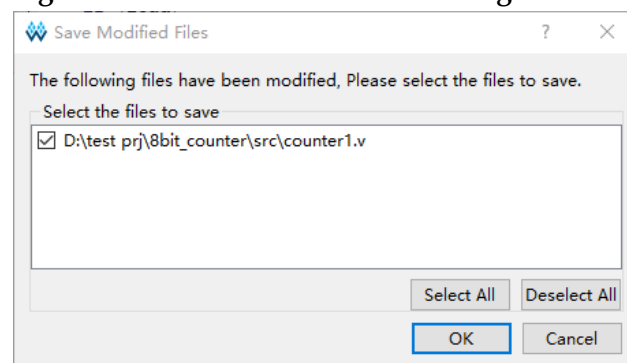 Save Modified Files ? ×
The following files have been modified, Please select the files to save.
Select the files to save
D:\test prj\8bit_counter\src\counter1.v
Select All Deselect All
OK Cancel